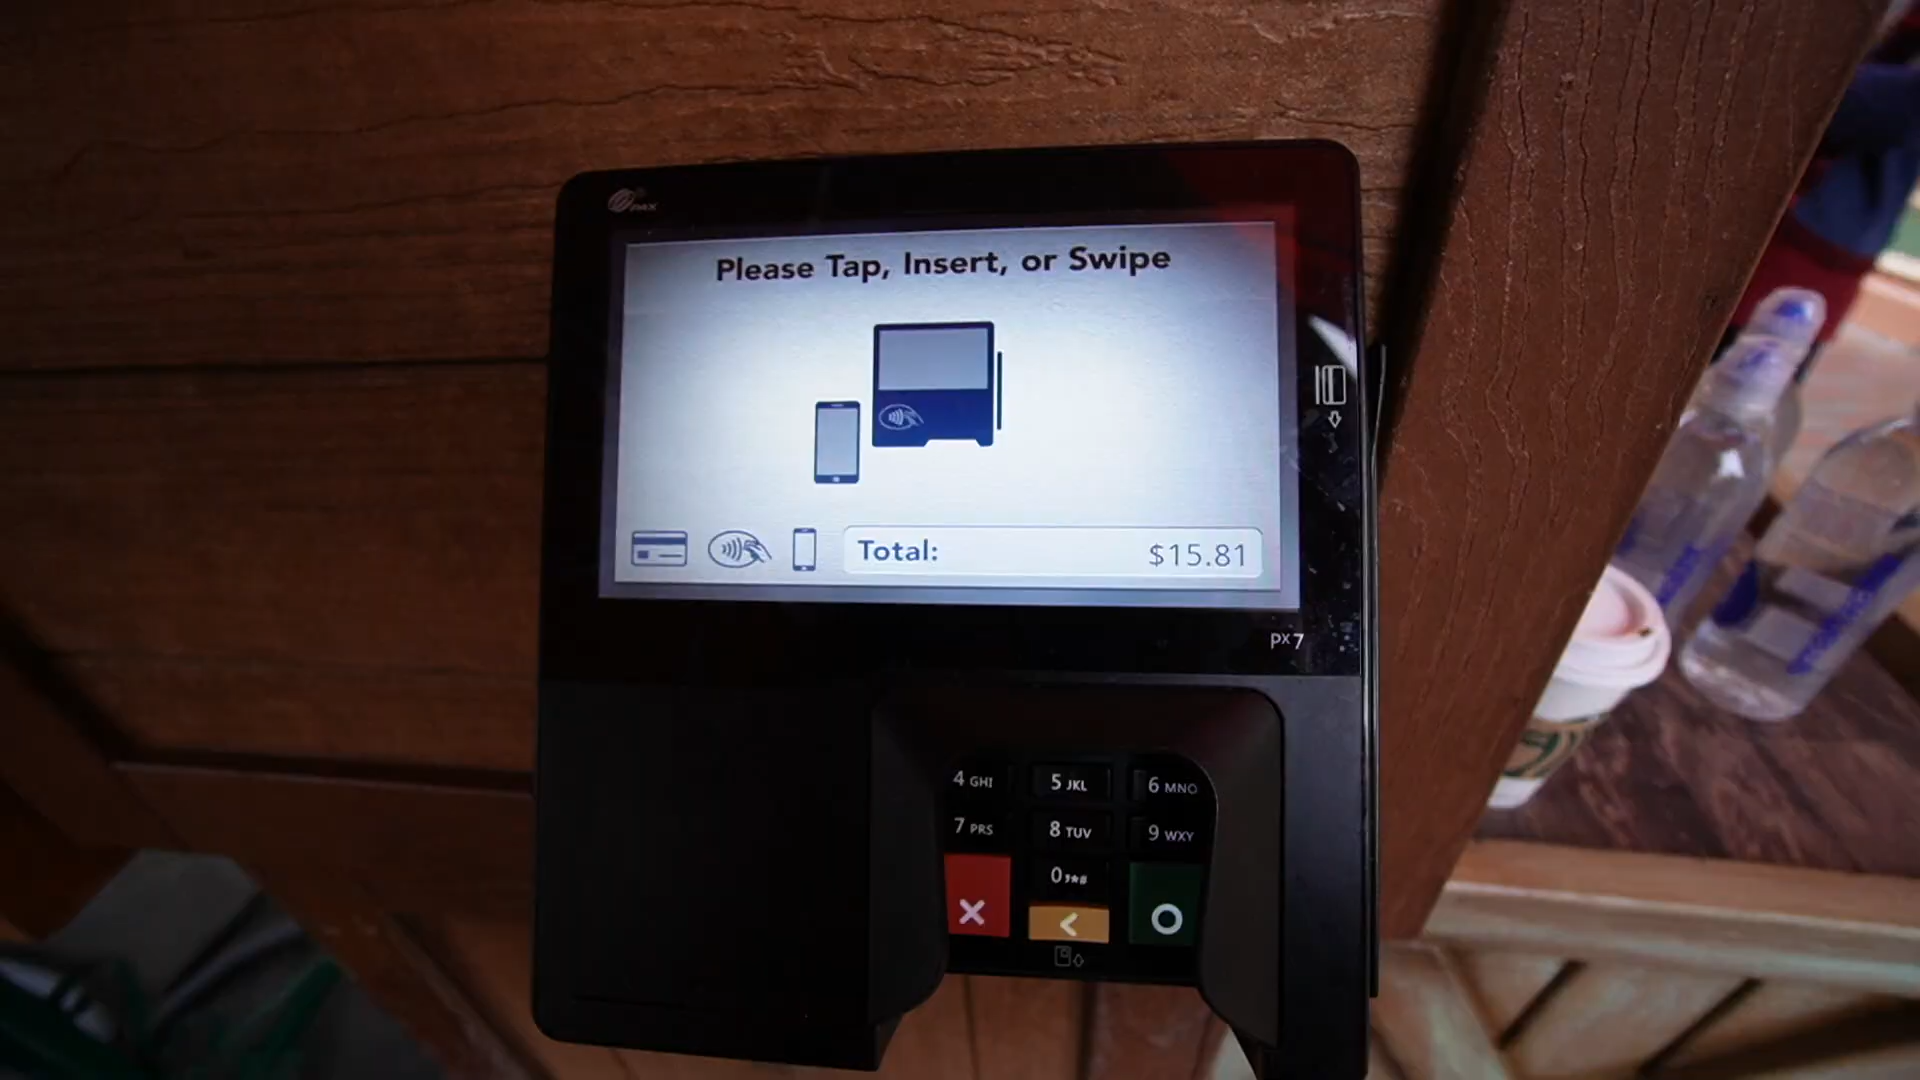 PAX
Please Tap, Insert, or Swipe
Total: $15.81
PX7
4 GHI 5 JKL 6 MNO
7 PRS 8 TUV 9 WXY
0,*#